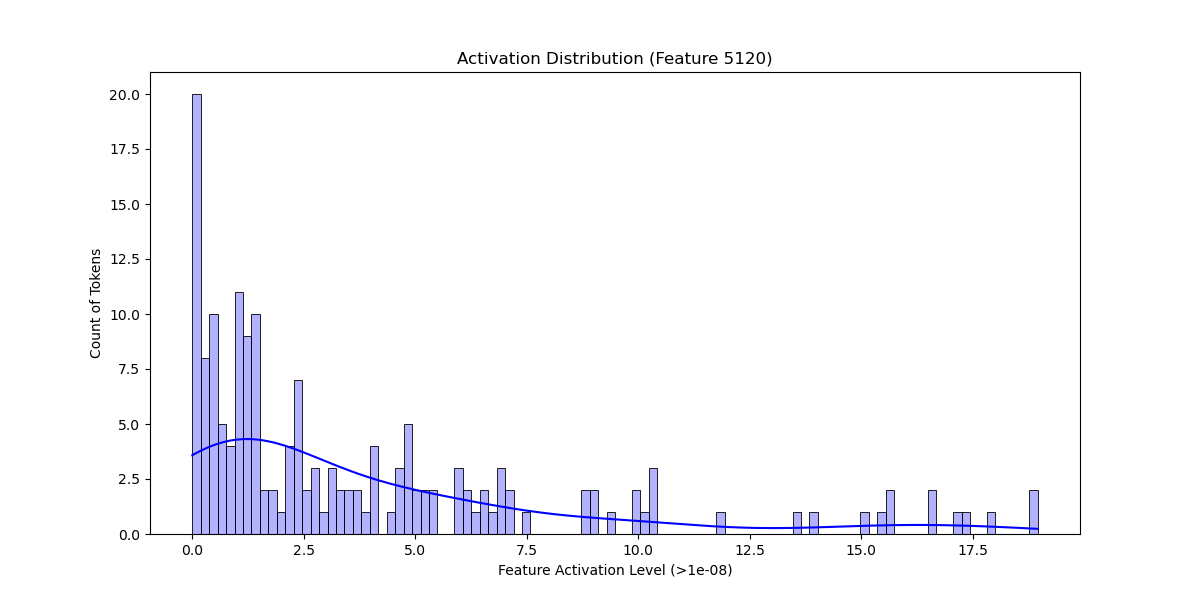 Activation Distribution (Feature 5120)
20.0
17.5
15.0
12.5
10.0
7.5
5.0
2.5
0.0
Count of Tokens
0.0 2.5 5.0 7.5 10.0 12.5 15.0 17.5
Feature Activation Level (>1e-08)